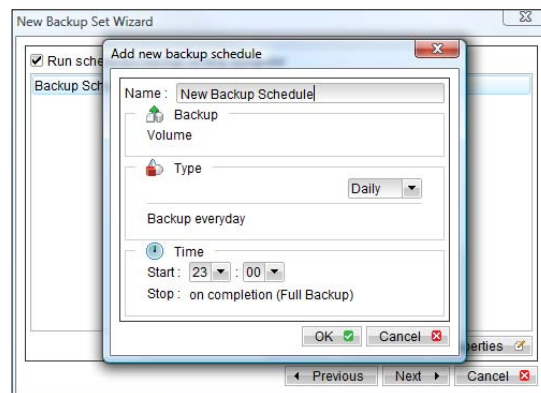 New Backup Set Wizard
Add new backup schedule
Run sche
Backup Sch
Name : New Backup Schedule
Backup
Volume
Type
Daily
Backup everyday
Time
Start : 23 : 00
Stop : on completion (Full Backup)
OK Cancel
perties
Previous Next Cancel